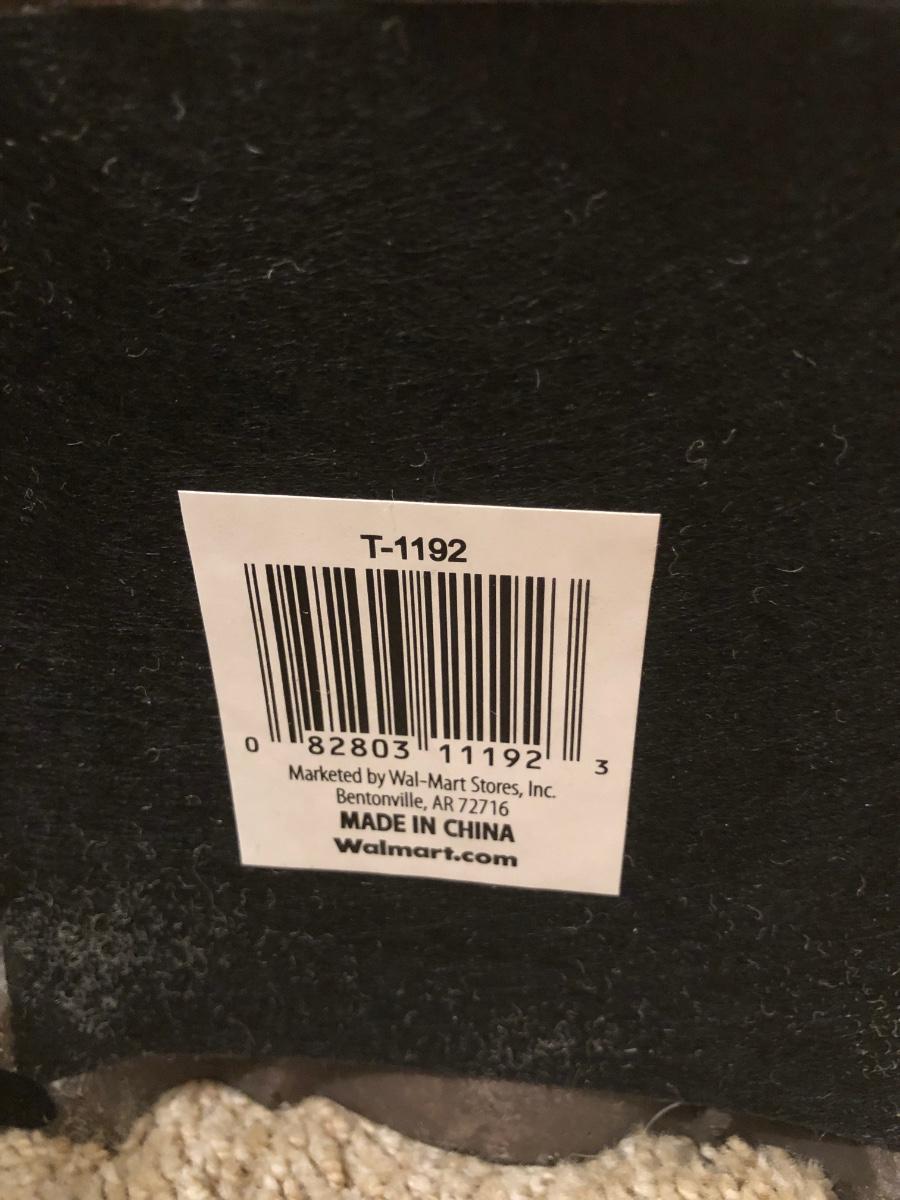 T-1192
0 82803 11192 3
Marketed by Wal-Mart Stores, Inc.
Bentonville, AR 72716
MADE IN CHINA
Walmart.com